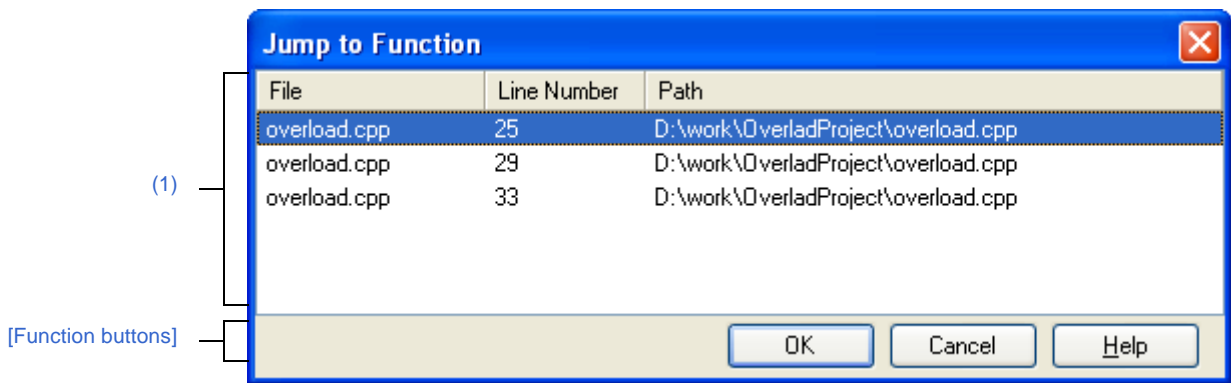 Jump to Function
File Line Number Path
overload.cpp 25 D:\work\OverladProject\overload.cpp
overload.cpp 29 D:\work\OverladProject\overload.cpp
(1)
overload.cpp 33 D:\work\OverladProject\overload.cpp
[Function buttons]
OK Cancel Help